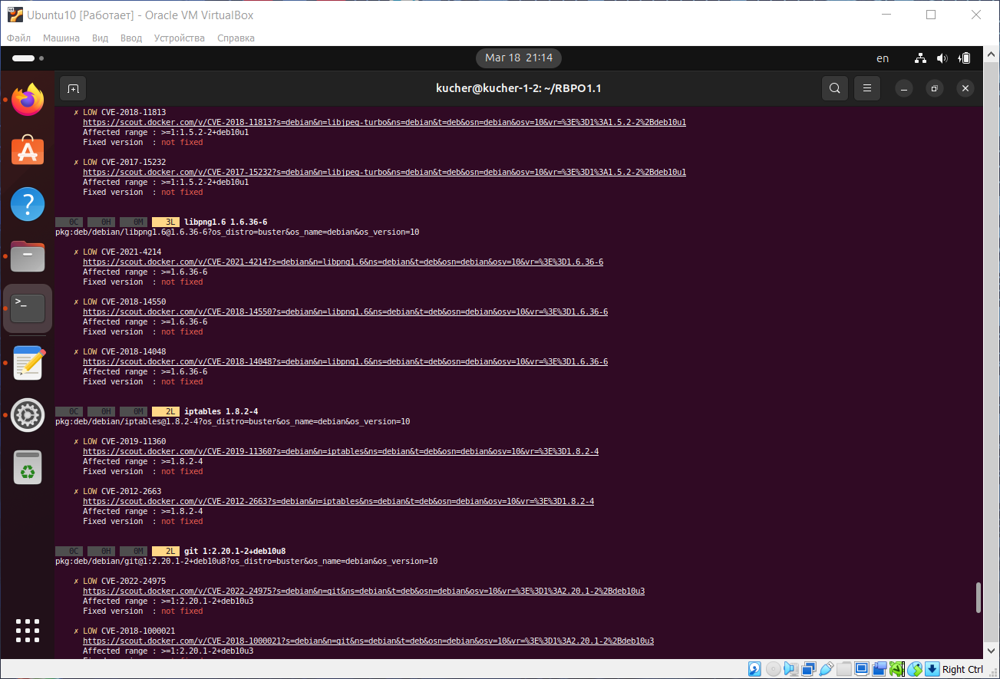 Ubuntu10 [Работает] - Oracle VM VirtualBox
Файл Машина Вид Ввод Устройства Справка
Mar 18 21:14
en
kucher@kucher-1-2: ~/RBPO1.1
✗ LOW CVE-2018-11813
https://scout.docker.com/v/CVE-2018-11813?s=debian&n=libjpeg-turbo&ns=debian&t=deb&osn=debian&osv=10&vr=%3E%3D1%3A1.5.2-2%2Bdeb10u1
Affected range : >=1:1.5.2-2+deb10u1
Fixed version : not fixed
✗ LOW CVE-2017-15232
https://scout.docker.com/v/CVE-2017-15232?s=debian&n=libjpeg-turbo&ns=debian&t=deb&osn=debian&osv=10&vr=%3E%3D1%3A1.5.2-2%2Bdeb10u1
Affected range : >=1:1.5.2-2+deb10u1
Fixed version : not fixed
0C 0H 0M 3L libpng1.6 1.6.36-6
pkg:deb/debian/libpng1.6@1.6.36-6?os_distro=buster&os_name=debian&os_version=10
✗ LOW CVE-2021-4214
https://scout.docker.com/v/CVE-2021-4214?s=debian&n=libpng1.6&ns=debian&t=deb&osn=debian&osv=10&vr=%3E%3D1.6.36-6
Affected range : >=1.6.36-6
Fixed version : not fixed
✗ LOW CVE-2018-14550
https://scout.docker.com/v/CVE-2018-14550?s=debian&n=libpng1.6&ns=debian&t=deb&osn=debian&osv=10&vr=%3E%3D1.6.36-6
Affected range : >=1.6.36-6
Fixed version : not fixed
✗ LOW CVE-2018-14048
https://scout.docker.com/v/CVE-2018-14048?s=debian&n=libpng1.6&ns=debian&t=deb&osn=debian&osv=10&vr=%3E%3D1.6.36-6
Affected range : >=1.6.36-6
Fixed version : not fixed
0C 0H 0M 2L iptables 1.8.2-4
pkg:deb/debian/iptables@1.8.2-4?os_distro=buster&os_name=debian&os_version=10
✗ LOW CVE-2019-11360
https://scout.docker.com/v/CVE-2019-11360?s=debian&n=iptables&ns=debian&t=deb&osn=debian&osv=10&vr=%3E%3D1.8.2-4
Affected range : >=1.8.2-4
Fixed version : not fixed
✗ LOW CVE-2012-2663
https://scout.docker.com/v/CVE-2012-2663?s=debian&n=iptables&ns=debian&t=deb&osn=debian&osv=10&vr=%3E%3D1.8.2-4
Affected range : >=1.8.2-4
Fixed version : not fixed
0C 0H 0M 2L git 1:2.20.1-2+deb10u8
pkg:deb/debian/git@1:2.20.1-2+deb10u8?os_distro=buster&os_name=debian&os_version=10
✗ LOW CVE-2022-24975
https://scout.docker.com/v/CVE-2022-24975?s=debian&n=git&ns=debian&t=deb&osn=debian&osv=10&vr=%3E%3D1%3A2.20.1-2%2Bdeb10u3
Affected range : >=1:2.20.1-2+deb10u3
Fixed version : not fixed
✗ LOW CVE-2018-1000021
https://scout.docker.com/v/CVE-2018-1000021?s=debian&n=git&ns=debian&t=deb&osn=debian&osv=10&vr=%3E%3D1%3A2.20.1-2%2Bdeb10u3
Affected range : >=1:2.20.1-2+deb10u3
Right Ctrl